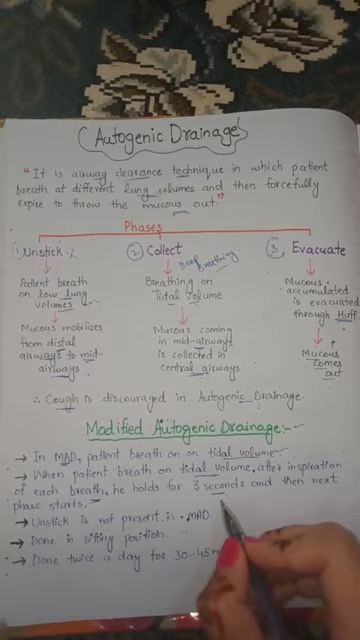 Autogenic Drainage
"It is airway clearance technique in which patient
breath at different lung volumes and then forcefully
expire to throw the mucous out."
Phases
① Unstick
Patient breath
on low lung
volumes
Mucous mobilizes
from distal
airways to mid-
airways
② Collect
Deep Breathing
Breathing on
Tidal Volume
Mucous coming
in mid-airways
is collected in
central airways
③ Evacuate
Mucous
accumulated
is evacuated
through Huff
Mucous
comes
out
∴ Cough is discouraged in Autogenic Drainage.
Modified Autogenic Drainage:-
→ In MAD, patient breath on on tidal volume.
→ When patient breath on tidal volume, after inspiration
of each breath, he holds for 3 seconds and then next
phase starts.
→ Unstick is not present in MAD.
→ Done in sitting position.
→ Done twice a day for 30-45